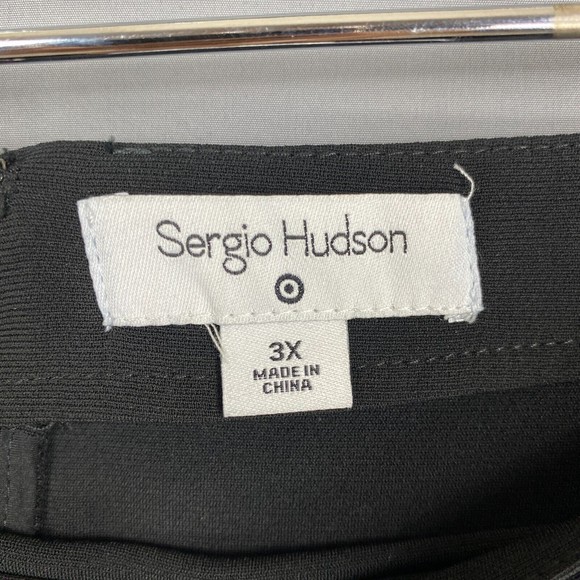 Sergio Hudson
3X
MADE IN
CHINA